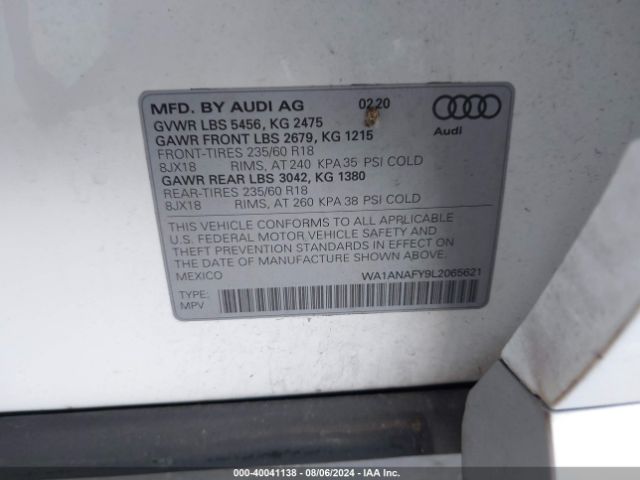 MFD. BY AUDI AG 02.20
GVWR LBS 5456, KG 2475
GAWR FRONT LBS 2679, KG 1215
FRONT-TIRES 235/60 R18
8JX18 RIMS, AT 240 KPA 35 PSI COLD
GAWR REAR LBS 3042, KG 1380
REAR-TIRES 235/60 R18
8JX18 RIMS, AT 260 KPA 38 PSI COLD
Audi
THIS VEHICLE CONFORMS TO ALL APPLICABLE
U.S. FEDERAL MOTOR VEHICLE SAFETY AND
THEFT PREVENTION STANDARDS IN EFFECT ON
THE DATE OF MANUFACTURE SHOWN ABOVE.
MEXICO WA1ANAFY9L2065621
TYPE:
MPV
000-40041138 - 08/06/2024 - IAA Inc.